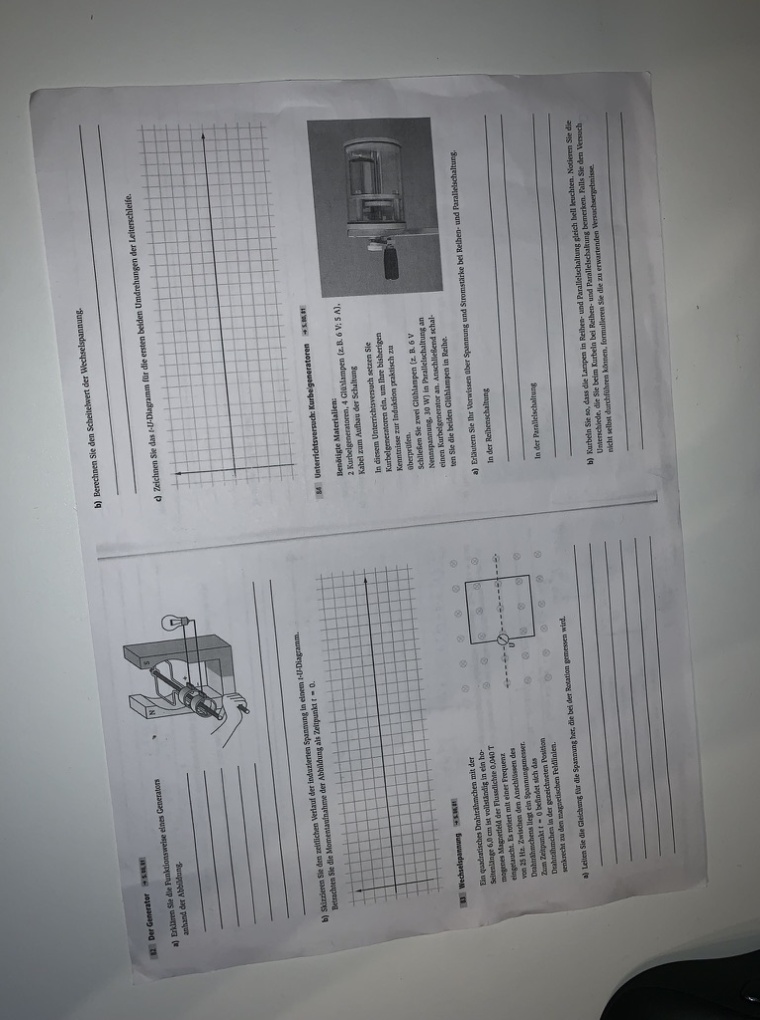 12 Der Generator
a) Erklären Sie die Funktionsweise eines Generators
anhand der Abbildung.
N
S
b) Skizzieren Sie den zeitlichen Verlauf der induzierten Spannung in einem t-U-Diagramm.
Betrachten Sie die Momentaufnahme der Abbildung als Zeitpunkt t = 0.
13 Wechselspannung
Ein quadratisches Drahträhmchen mit der
Seitenlänge 6,0 cm ist vollständig in ein ho-
mogenes Magnetfeld der Flussdichte 0,040 T
eingetaucht. Es rotiert mit einer Frequenz
von 25 Hz. Zwischen den Anschlüssen des
Drahträhmchens liegt ein Spannungsmesser.
Zum Zeitpunkt t = 0 befindet sich das
Drahträhmchen in der gezeichneten Position
senkrecht zu den magnetischen Feldlinien.
U
a) Leiten Sie die Gleichung für die Spannung her, die bei der Rotation gemessen wird.
b) Berechnen Sie den Scheitelwert der Wechselspannung.
c) Zeichnen Sie das t-U-Diagramm für die ersten beiden Umdrehungen der Leiterschleife.
14 Unterrichtsversuch: Kurbelgeneratoren
Benötigte Materialien:
2 Kurbelgeneratoren, 4 Glühlampen (z. B. 6 V; 5 A),
Kabel zum Aufbau der Schaltung
In diesem Unterrichtsversuch setzen Sie
Kurbelgeneratoren ein, um Ihre bisherigen
Kenntnisse zur Induktion praktisch zu
überprüfen.
Schließen Sie zwei Glühlampen (z. B. 6 V
Nennspannung, 30 W) in Parallelschaltung an
einen Kurbelgenerator an. Anschließend schal-
ten Sie die beiden Glühlampen in Reihe.
a) Erläutern Sie Ihr Vorwissen über Spannung und Stromstärke bei Reihen- und Parallelschaltung.
In der Reihenschaltung
In der Parallelschaltung
b) Kurbeln Sie so, dass die Lampen in Reihen- und Parallelschaltung gleich hell leuchten. Notieren Sie die
Unterschiede, die Sie beim Kurbeln bei Reihen- und Parallelschaltung bemerken. Falls Sie den Versuch
nicht selbst durchführen können, formulieren Sie die zu erwartenden Versuchsergebnisse.